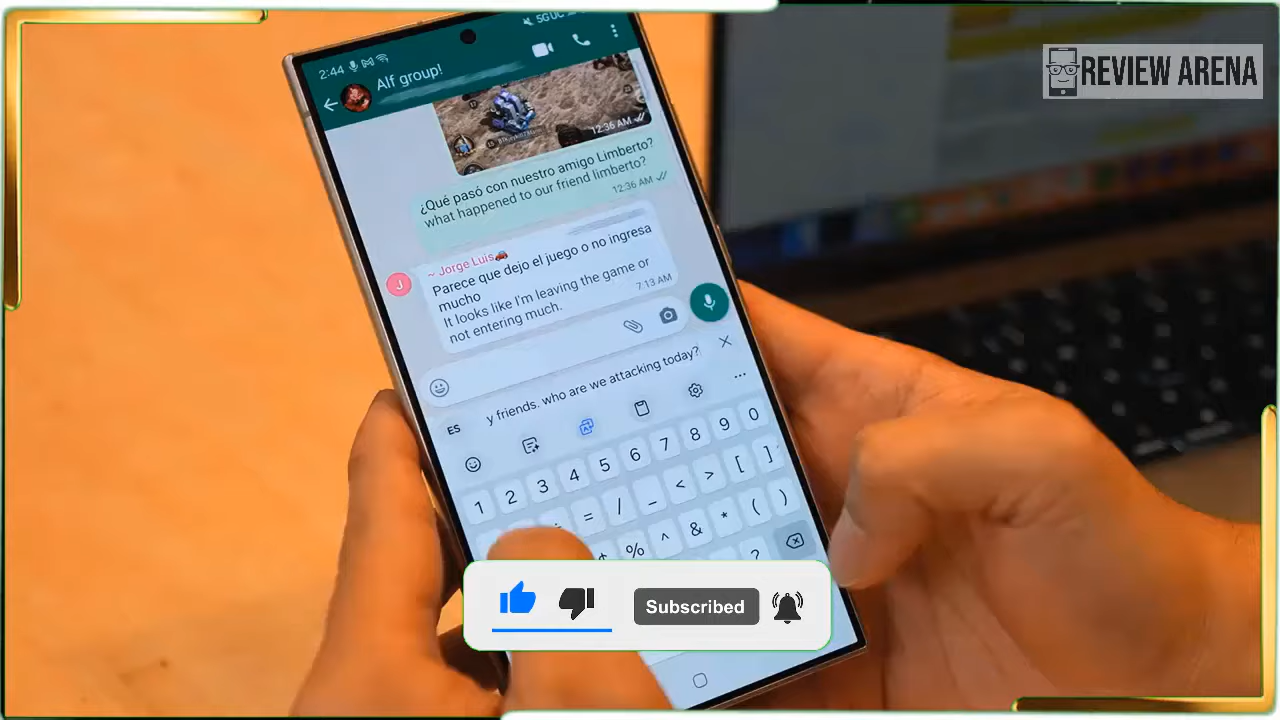 REVIEW ARENA
2:44
5G UC
Alf group!
12:36 AM
¿Qué pasó con nuestro amigo Limberto?
what happened to our friend limberto?
12:36 AM
~ Jorge Luis
J
Parece que dejo el juego o no ingresa
mucho
It looks like I'm leaving the game or
not entering much.
7:13 AM
ES
y friends. who are we attacking today?
1 2 3 4 5 6 7 8 9 0
÷ = / _ < > [ ]
% ^ & * ( )
?
Subscribed